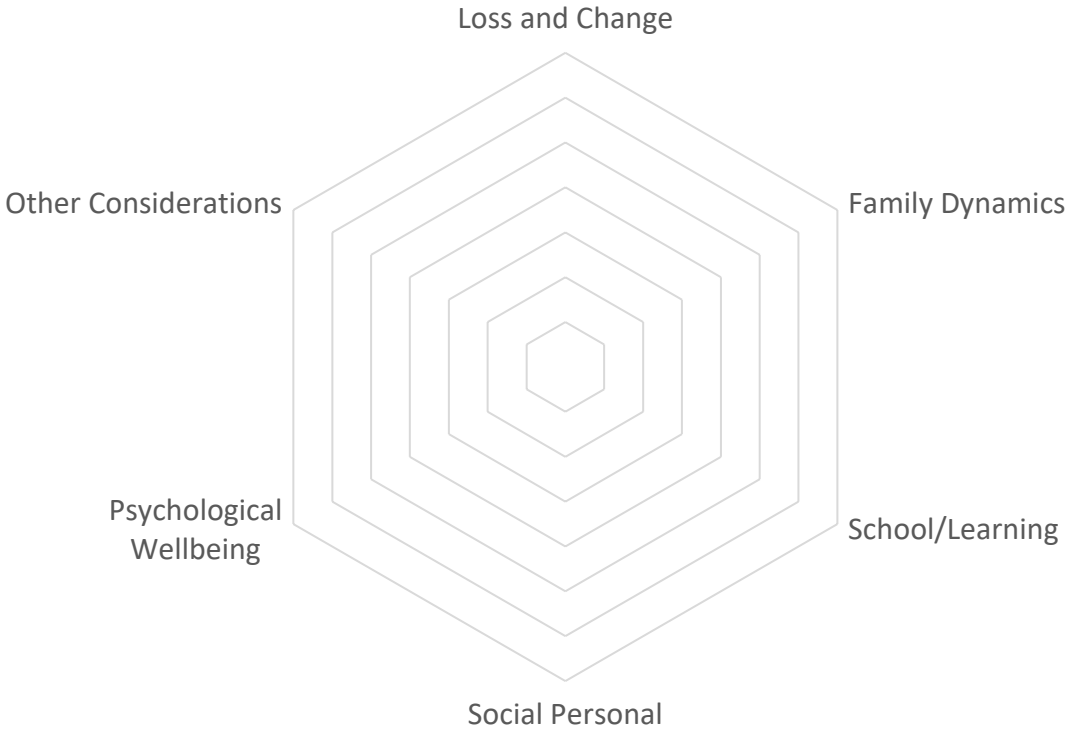 Loss and Change
Other Considerations
Family Dynamics
Psychological
Wellbeing
School/Learning
Social Personal